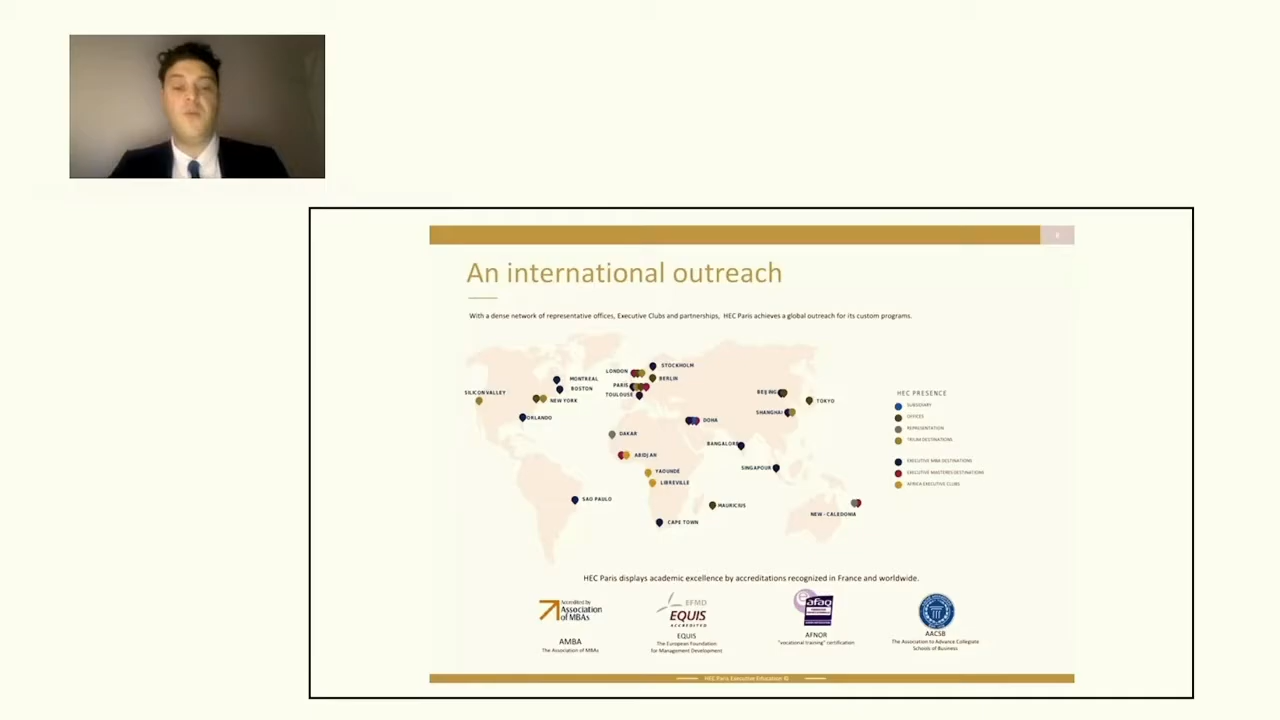 6
An international outreach
With a dense network of representative offices, Executive Clubs and partnerships, HEC Paris achieves a global outreach for its custom programs.
STOCKHOLM
LONDON
BERLIN
MONTREAL
PARIS
BOSTON
TOULOUSE
SILICON VALLEY
NEW YORK
BEIJING
TOKYO
SHANGHAI
ORLANDO
DOHA
DAKAR
BANGALORE
ABIDJAN
SINGAPOUR
YAOUNDÉ
LIBREVILLE
SAO PAULO
MAURICIUS
NEW - CALEDONIA
CAPE TOWN
HEC PRESENCE
SUBSIDIARY
OFFICES
REPRESENTATION
TRIUM DESTINATIONS
EXECUTIVE MBA DESTINATIONS
EXECUTIVE MASTERS DESTINATIONS
AFRICA EXECUTIVE CLUBS
HEC Paris displays academic excellence by accreditations recognized in France and worldwide.
Accredited by
Association
of MBAs
AMBA
The Association of MBAs
EFMD
EQUIS
ACCREDITED
EQUIS
The European Foundation
for Management Development
e
afaq
AFNOR
"vocational training" certification
AACSB
The Association to Advance Collegiate
Schools of Business
HEC Paris Executive Education ©